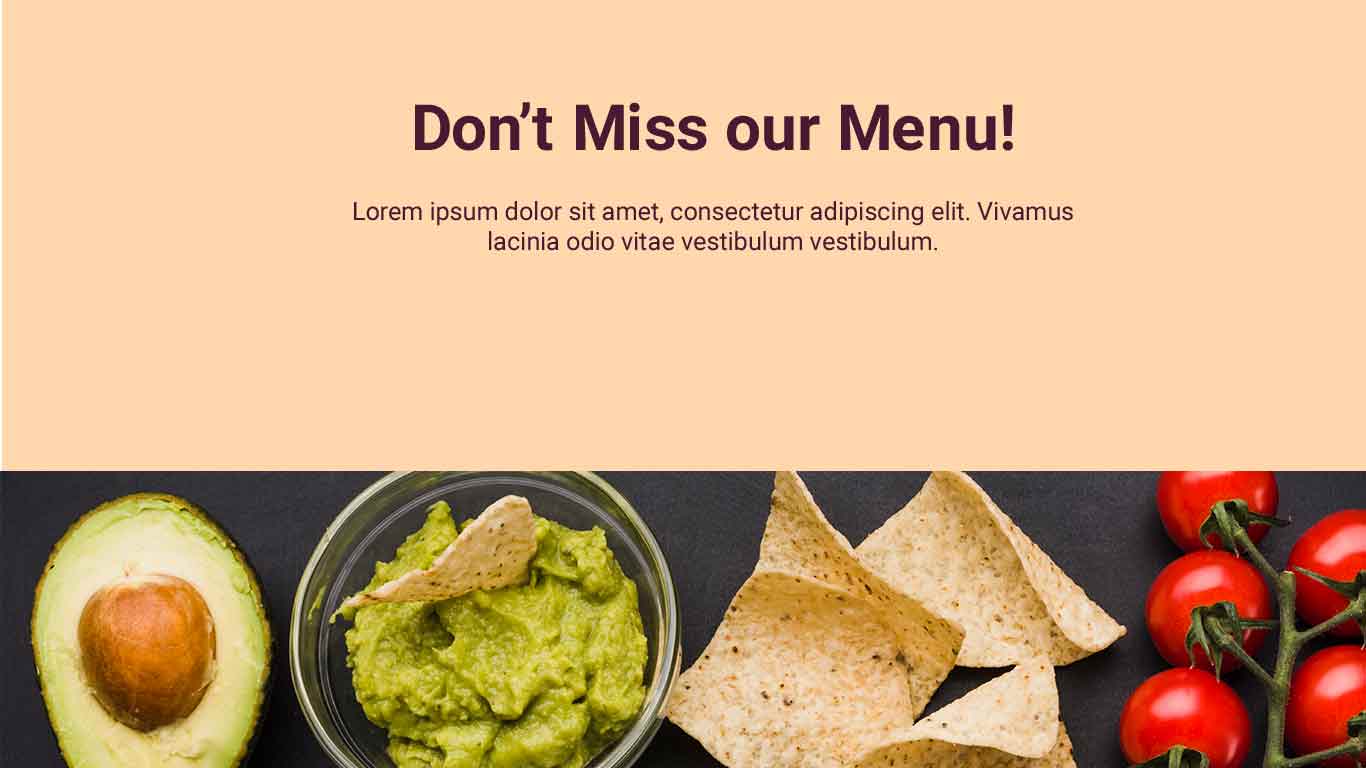 Don’t Miss our Menu!
Lorem ipsum dolor sit amet, consectetur adipiscing elit. Vivamus
lacinia odio vitae vestibulum vestibulum.